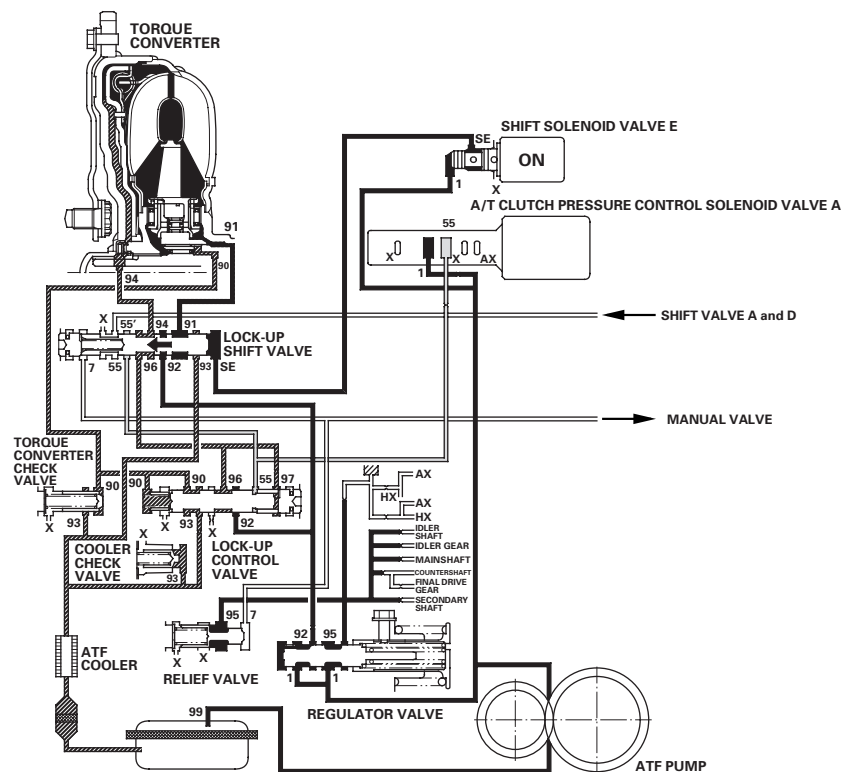 TORQUE
CONVERTER
SHIFT SOLENOID VALVE E
SE
ON
1
X
A/T CLUTCH PRESSURE CONTROL SOLENOID VALVE A
55
X
X
AX
1
91
90
94
SHIFT VALVE A and D
X
55'
94
91
LOCK-UP
SHIFT VALVE
7
55
96
92
93
SE
MANUAL VALVE
TORQUE
CONVERTER
CHECK
VALVE
90
93
X
90
90
96
55
97
X
93
X
92
LOCK-UP
CONTROL
VALVE
X
COOLER
CHECK
VALVE
93
AX
HX
AX
HX
IDLER
SHAFT
IDLER GEAR
MAINSHAFT
COUNTERSHAFT
FINAL DRIVE
GEAR
SECONDARY
SHAFT
95
7
X
X
RELIEF VALVE
92
95
1
1
REGULATOR VALVE
ATF
COOLER
99
ATF PUMP